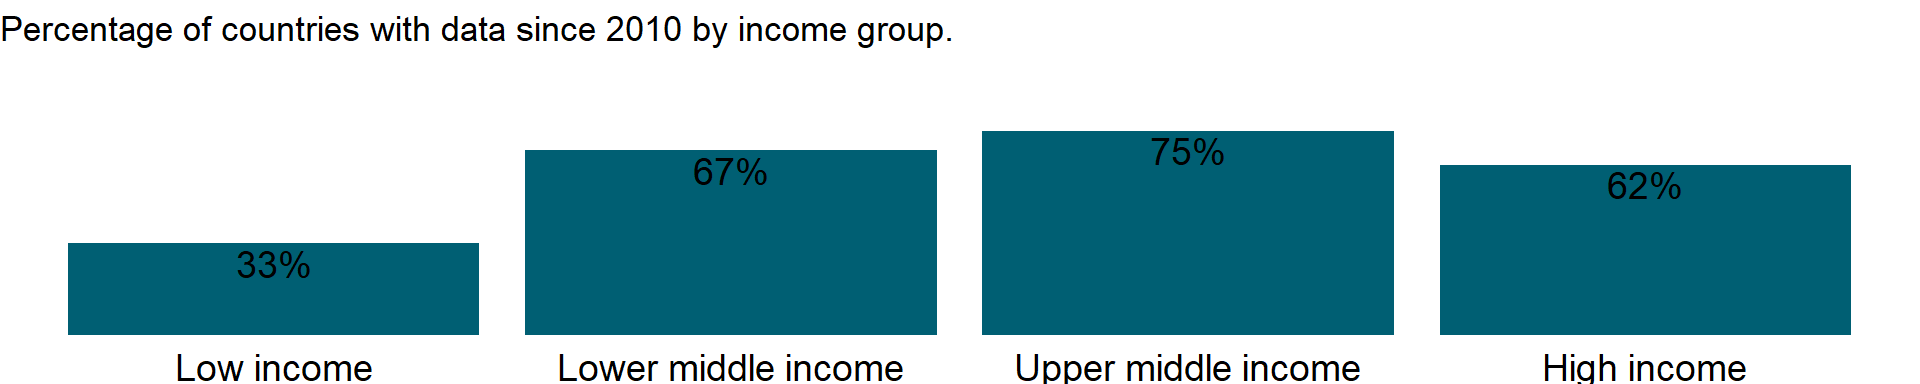 Percentage of countries with data since 2010 by income group.
33%
67%
75%
62%
Low income
Lower middle income
Upper middle income
High income